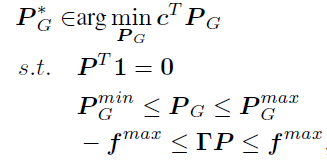 P*_G ∈ arg min_{P_G} c^T P_G
s.t. P^T 1 = 0
P_G^{min} ≤ P_G ≤ P_G^{max}
− f^{max} ≤ ΓP ≤ f^{max}.